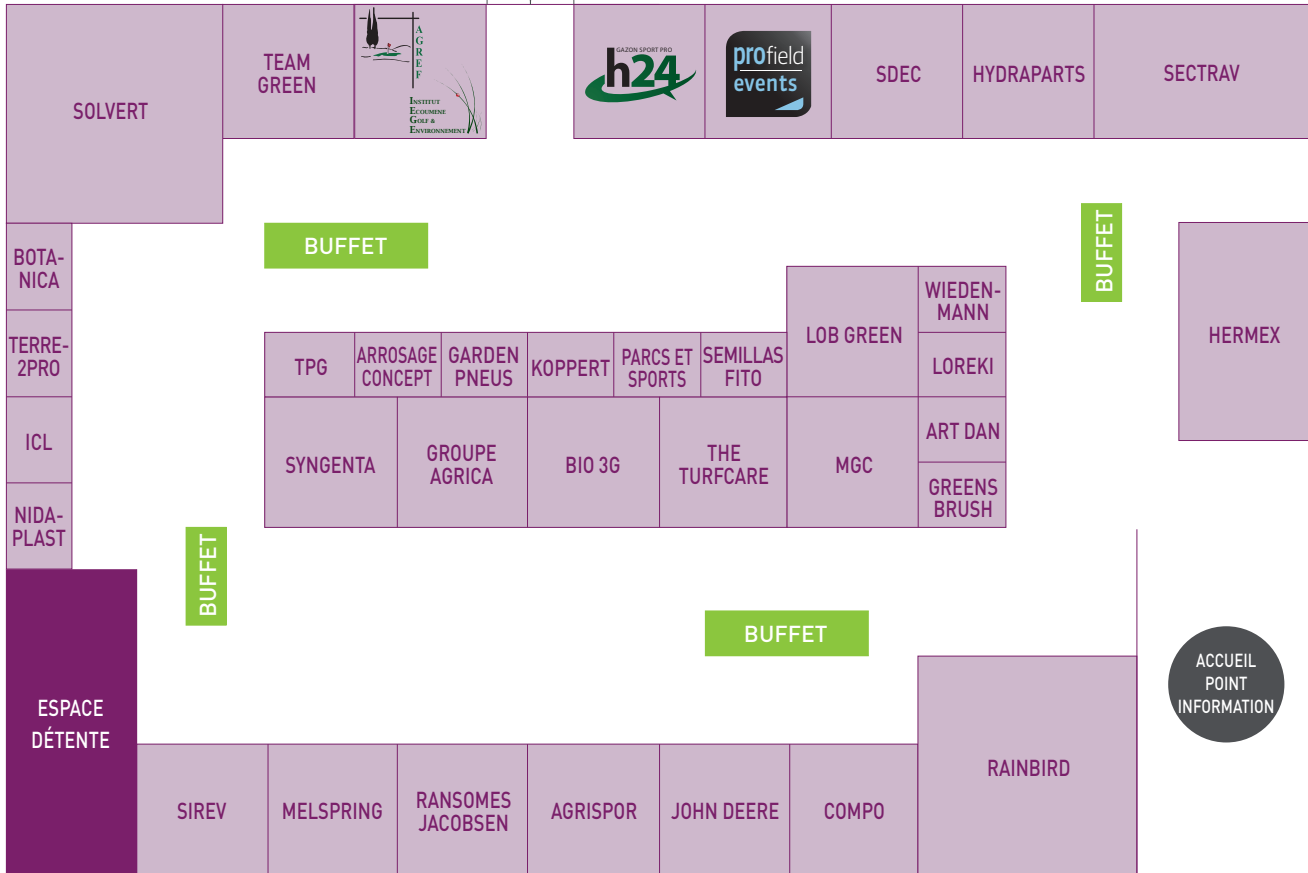 SOLVERT
TEAM
GREEN
A
G
R
E
F
INSTITUT
ECOUMENE
GOLF &
ENVIRONNEMENT
GAZON SPORT PRO
h24
profield
events
SDEC
HYDRAPARTS
SECTRAV
BUFFET
BUFFET
BOTA-
NICA
TERRE-
2PRO
ICL
NIDA-
PLAST
TPG
ARROSAGE
CONCEPT
GARDEN
PNEUS
KOPPERT
PARCS ET
SPORTS
SEMILLAS
FITO
LOB GREEN
WIEDEN-
MANN
LOREKI
HERMEX
SYNGENTA
GROUPE
AGRICA
BIO 3G
THE
TURFCARE
MGC
ART DAN
GREENS
BRUSH
BUFFET
BUFFET
ESPACE
DÉTENTE
ACCUEIL
POINT
INFORMATION
SIREV
MELSPRING
RANSOMES
JACOBSEN
AGRISPOR
JOHN DEERE
COMPO
RAINBIRD